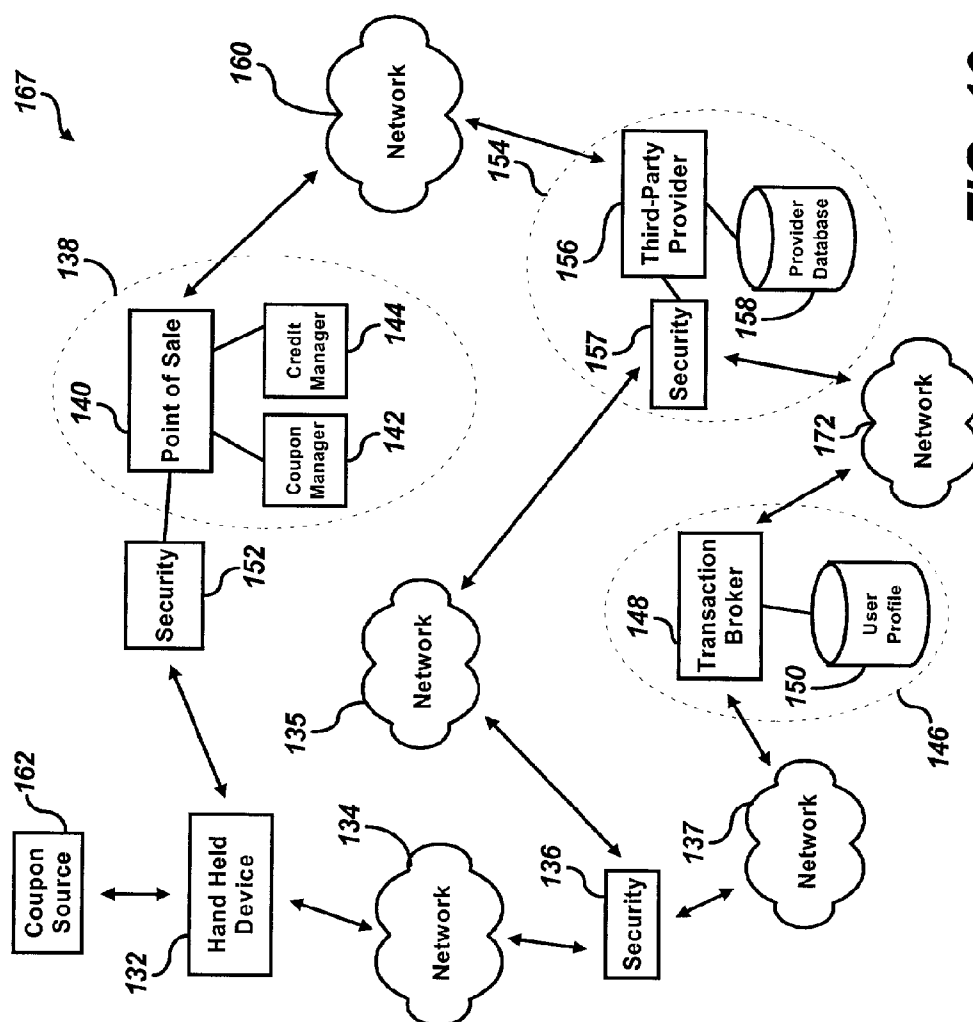 167
162
Coupon
Source
132
Hand Held
Device
134
Network
136
Security
137
Network
135
Network
152
Security
138
140
Point of Sale
142
Coupon
Manager
144
Credit
Manager
160
Network
146
148
Transaction
Broker
150
User
Profile
172
Network
154
156
Third-Party
Provider
157
Security
158
Provider
Database
FIG.